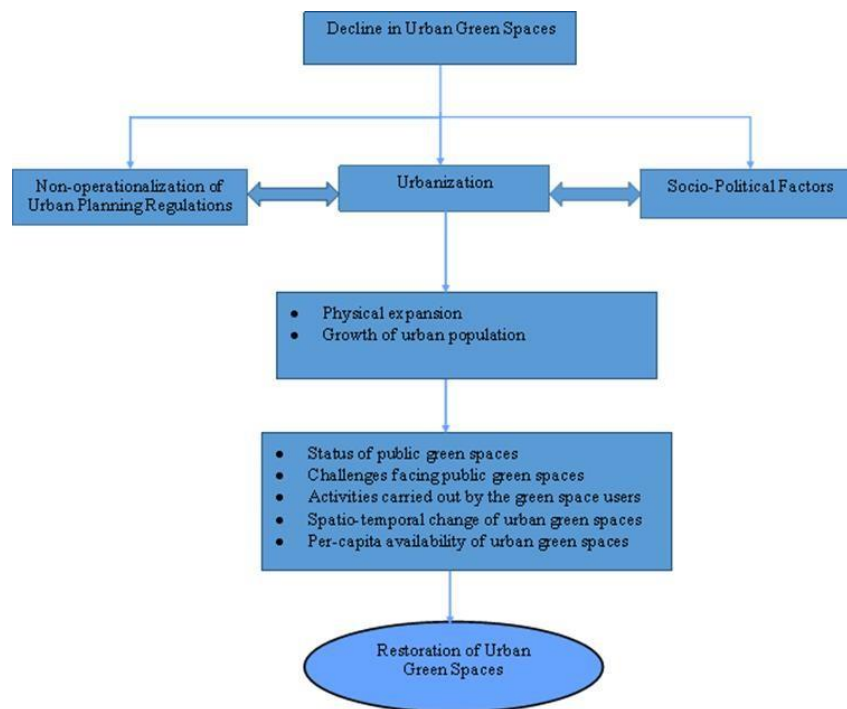 Decline in Urban Green Spaces
Non-operationalization of
Urban Planning Regulations
Urbanization
Socio-Political Factors
● Physical expansion
● Growth of urban population
● Status of public green spaces
● Challenges facing public green spaces
● Activities carried out by the green space users
● Spatio-temporal change of urban green spaces
● Per-capita availability of urban green spaces
Restoration of Urban
Green Spaces